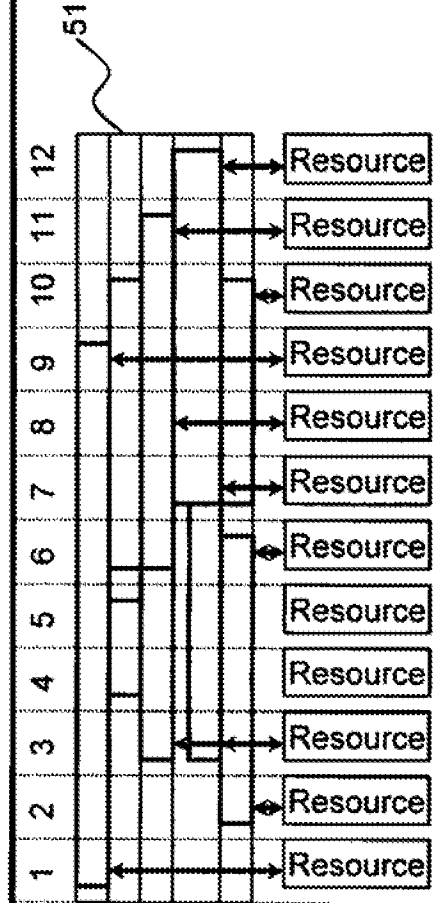 51
12 Resource
11 Resource
10 Resource
9 Resource
8 Resource
7 Resource
6 Resource
5 Resource
4 Resource
3 Resource
2 Resource
1 Resource